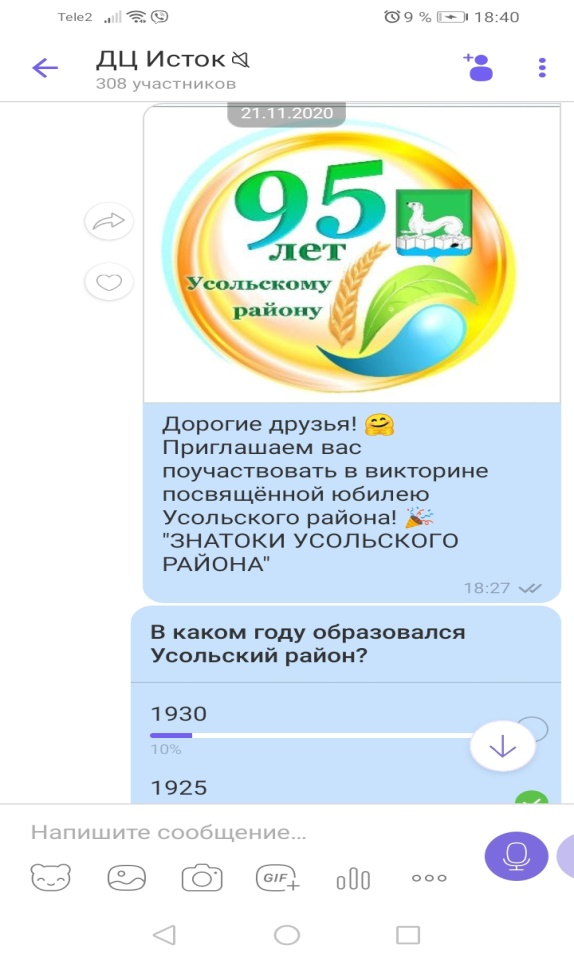 Tele2 9 % 18:40
ДЦ Исток
308 участников
21.11.2020
95
лет
Усольскому
району
Дорогие друзья! 🤗
Приглашаем вас
поучаствовать в викторине
посвящённой юбилею
Усольского района! 🎉
"ЗНАТОКИ УСОЛЬСКОГО
РАЙОНА"
18:27
В каком году образовался
Усольский район?
1930
10%
1925
Напишите сообщение...
GIF